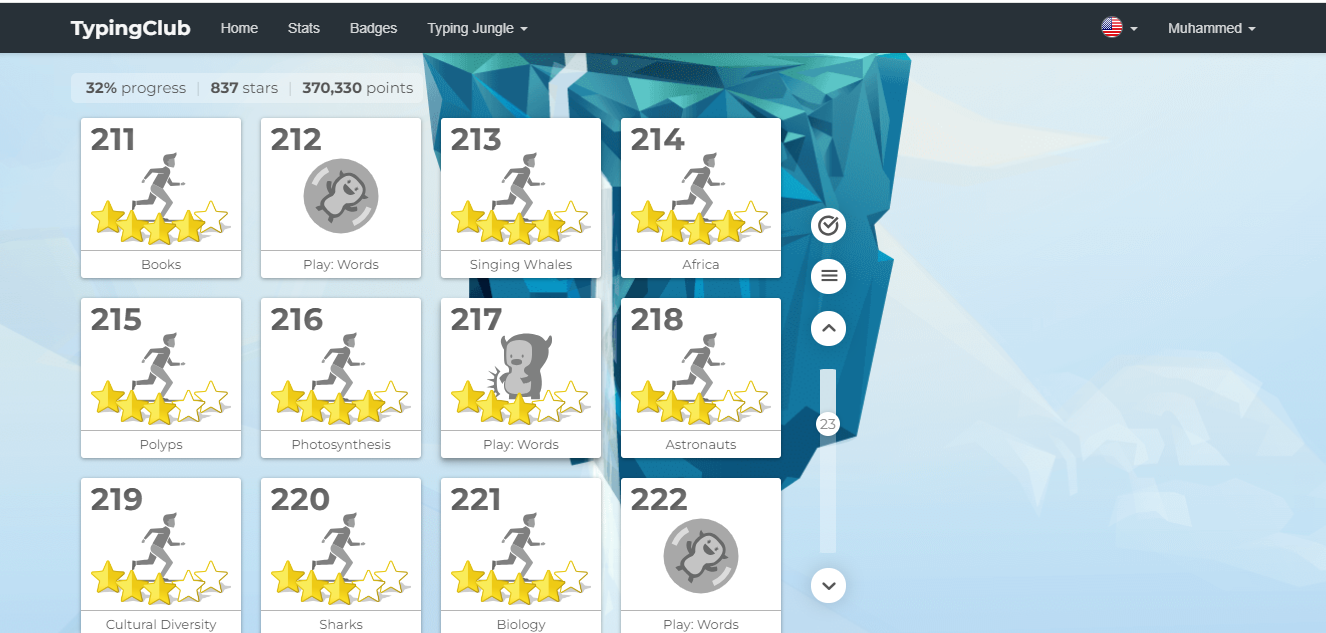 TypingClub Home Stats Badges Typing Jungle Muhammed
32% progress | 837 stars | 370,330 points
211 212 213 214
Books Play: Words Singing Whales Africa
215 216 217 218
23
Polyps Photosynthesis Play: Words Astronauts
219 220 221 222
Cultural Diversity Sharks Biology Play: Words